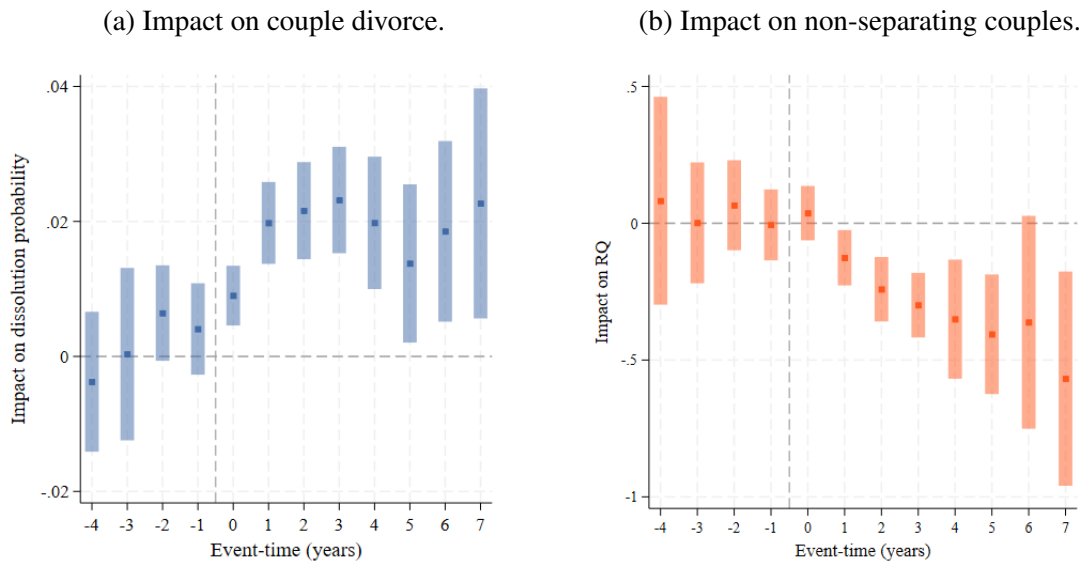 (a) Impact on couple divorce.
Impact on dissolution probability
.04
.02
0
-.02
-4 -3 -2 -1 0 1 2 3 4 5 6 7
Event-time (years)
(b) Impact on non-separating couples.
Impact on RQ
.5
0
-.5
-1
-4 -3 -2 -1 0 1 2 3 4 5 6 7
Event-time (years)